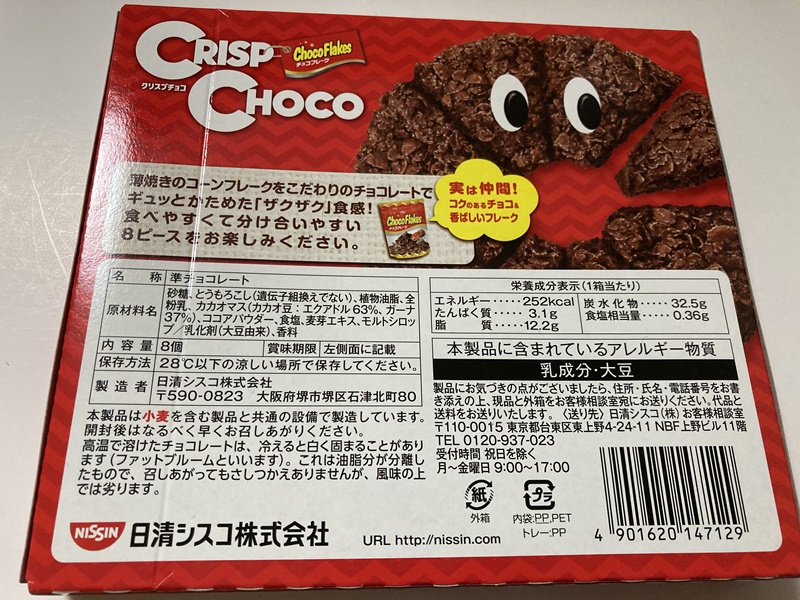 CRISP
CHOCO
クリスプチョコ
ChocoFlakes
チョコフレーク
薄焼きのコーンフレークをこだわりのチョコレートで
ギュッとかためた「ザクザク」食感!
食べやすくて分け合いやすい
8ピースをお楽しみください。
ChocoFlakes
実は仲間!
コクのあるチョコ&
香ばしいフレーク
名 称 準チョコレート
原材料名 砂糖、とうもろこし(遺伝子組換えでない)、植物油脂、全
粉乳、カカオマス(カカオ豆:エクアドル63%、ガーナ
37%)、ココアパウダー、食塩、麦芽エキス、モルトシロッ
プ/乳化剤(大豆由来)、香料
内容量 8個 賞味期限 左側面に記載
保存方法 28℃以下の涼しい場所で保存してください。
製造者 日清シスコ株式会社
〒590-0823 大阪府堺市堺区石津北町80
本製品は小麦を含む製品と共通の設備で製造しています。
開封後はなるべく早くお召しあがりください。
高温で溶けたチョコレートは、冷えると白く固まることがあり
ます(ファットブルームといいます)。これは油脂分が分離し
たもので、召しあがってもさしつかえありませんが、風味の上
では劣ります。
栄養成分表示(1箱当たり)
エネルギー・・・・・252kcal
たんぱく質・・・・・3.1g
脂 質・・・・・・・12.2g
炭水化物・・・・32.5g
食塩相当量・・・・0.36g
本製品に含まれているアレルギー物質
乳成分・大豆
製品にお気づきの点がございましたら、住所・氏名・電話番号をお書
き添えの上、現品と外箱をお客様相談室宛にお送りください。代品と
送料をお送りいたします。〈送り先〉日清シスコ(株)お客様相談室
〒110-0015 東京都台東区東上野4-24-11 NBF上野ビル11階
TEL 0120-937-023
受付時間 祝日を除く
月~金曜日 9:00~17:00
紙
外箱
プラ
内袋:PP,PET
トレー:PP
4 901620 147129
NISSIN 日清シスコ株式会社
URL http://nissin.com